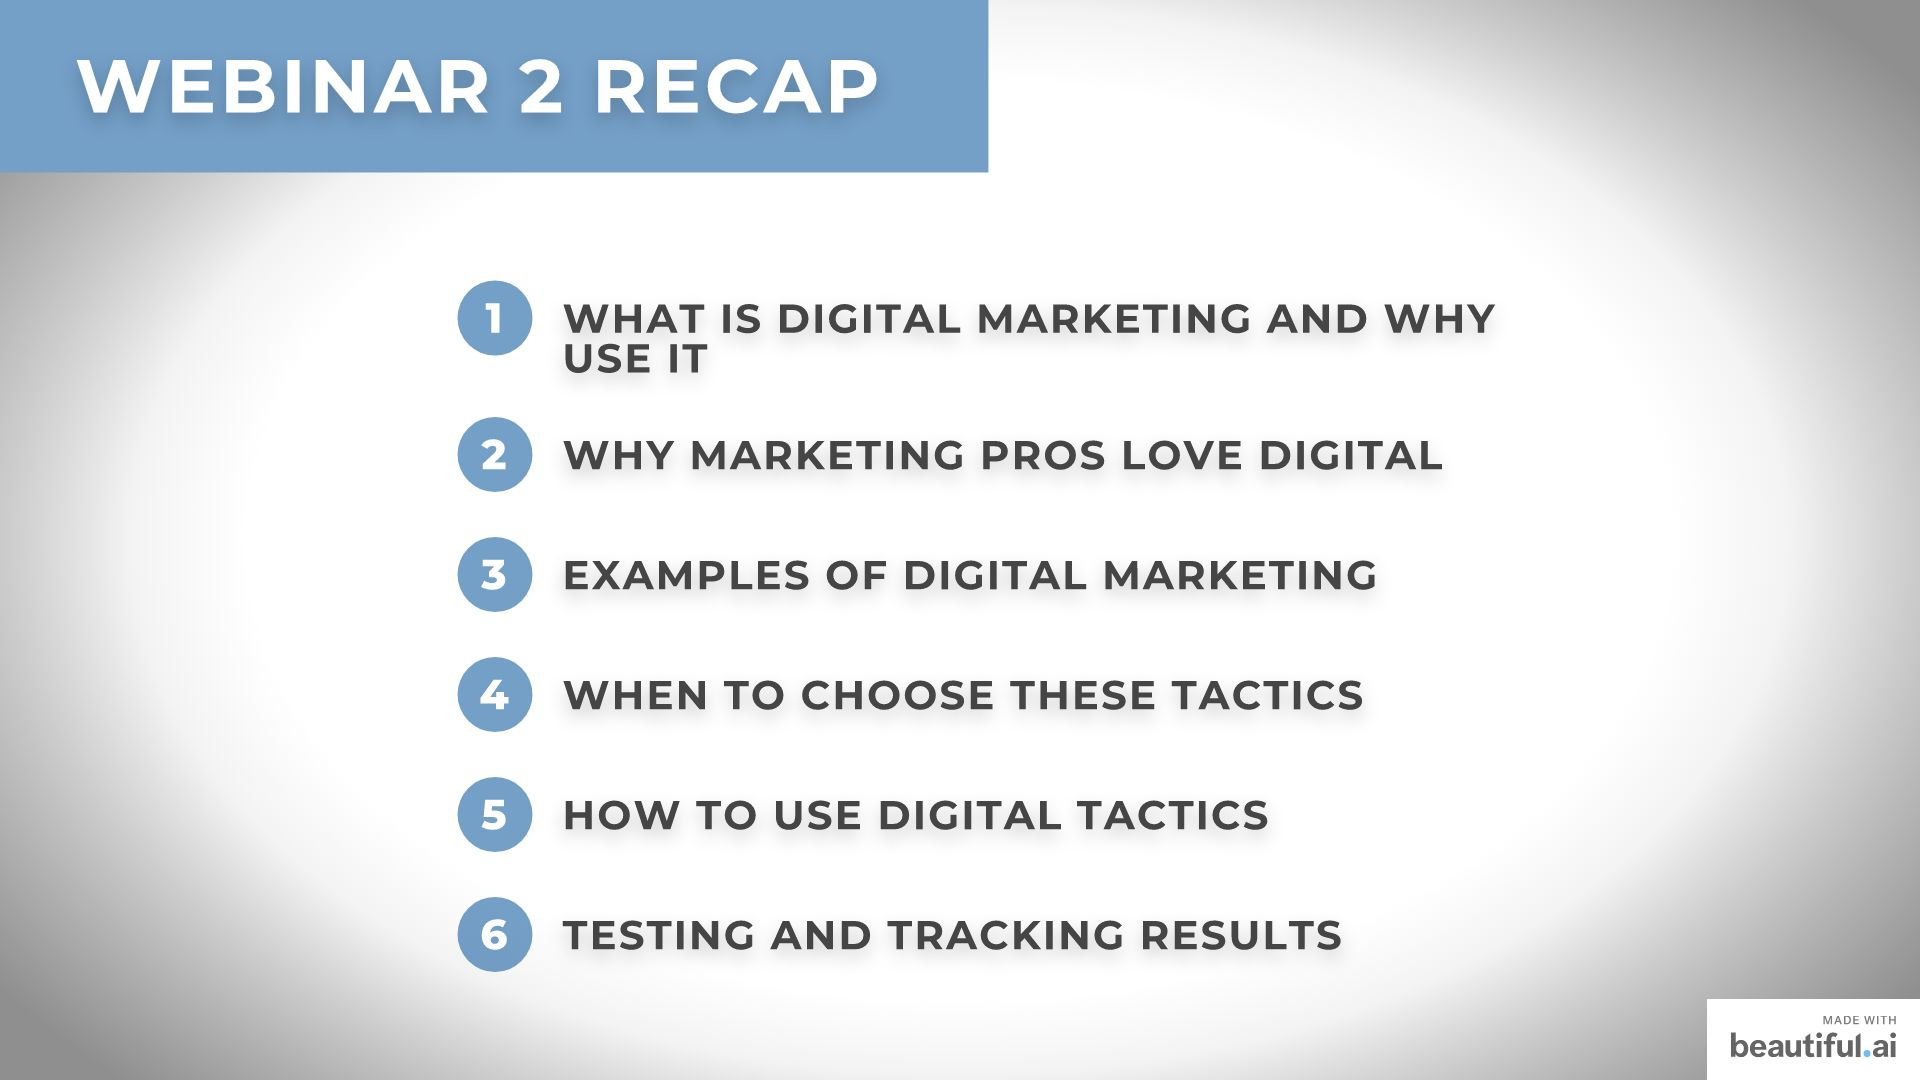 WEBINAR 2 RECAP
1 WHAT IS DIGITAL MARKETING AND WHY
USE IT
2 WHY MARKETING PROS LOVE DIGITAL
3 EXAMPLES OF DIGITAL MARKETING
4 WHEN TO CHOOSE THESE TACTICS
5 HOW TO USE DIGITAL TACTICS
6 TESTING AND TRACKING RESULTS
MADE WITH
beautiful.ai